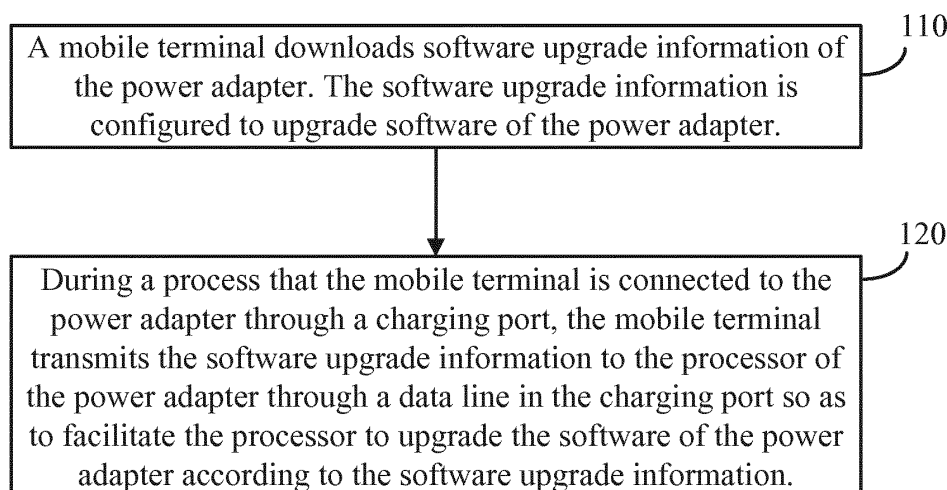 110
A mobile terminal downloads software upgrade information of
the power adapter. The software upgrade information is
configured to upgrade software of the power adapter.
120
During a process that the mobile terminal is connected to the
power adapter through a charging port, the mobile terminal
transmits the software upgrade information to the processor of
the power adapter through a data line in the charging port so as
to facilitate the processor to upgrade the software of the power
adapter according to the software upgrade information.